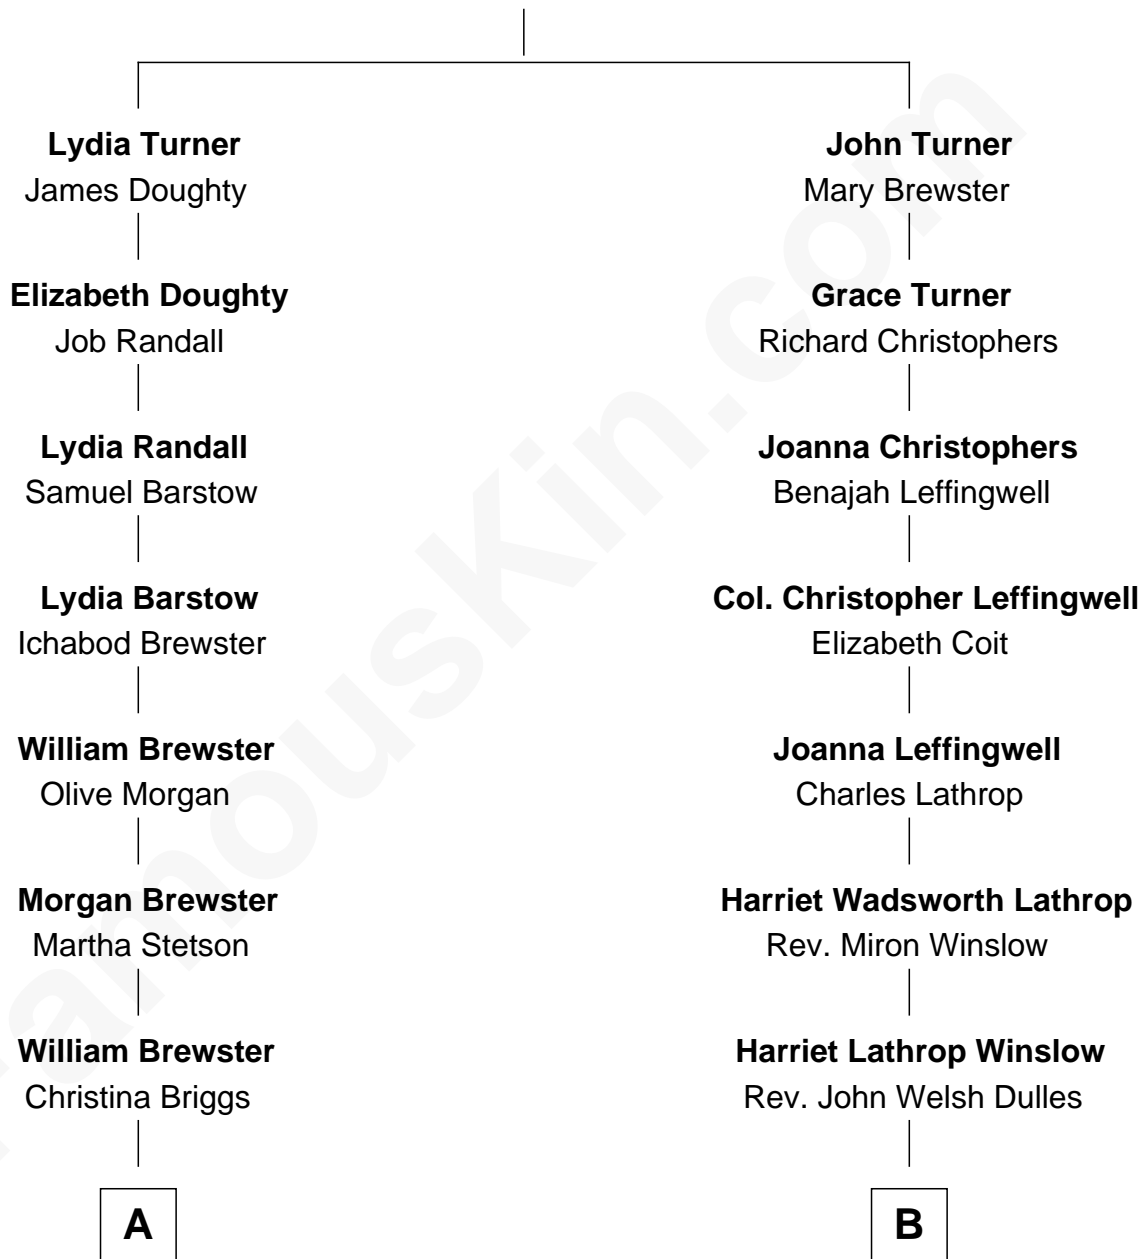 Lydia Turner
James Doughty
Elizabeth Doughty
Job Randall
Lydia Randall
Samuel Barstow
Lydia Barstow
Ichabod Brewster
William Brewster
Olive Morgan
Morgan Brewster
Martha Stetson
William Brewster
Christina Briggs
A
John Turner
Mary Brewster
Grace Turner
Richard Christophers
Joanna Christophers
Benajah Leffingwell
Col. Christopher Leffingwell
Elizabeth Coit
Joanna Leffingwell
Charles Lathrop
Harriet Wadsworth Lathrop
Rev. Miron Winslow
Harriet Lathrop Winslow
Rev. John Welsh Dulles
B
FamousKin.com